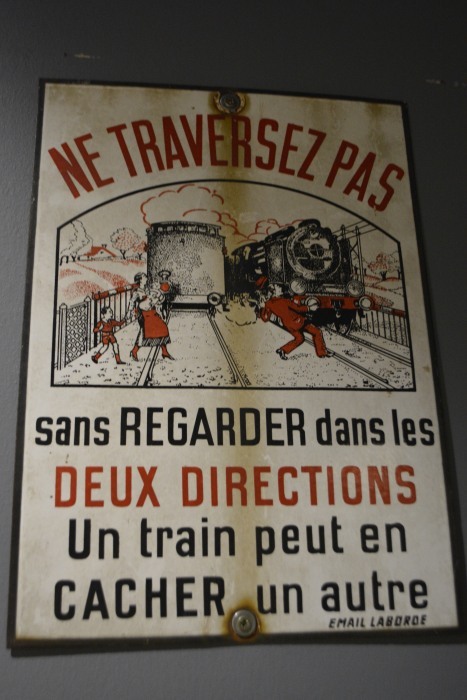 NE TRAVERSEZ PAS
sans REGARDER dans les
DEUX DIRECTIONS
Un train peut en
CACHER un autre
EMAIL LABORDE